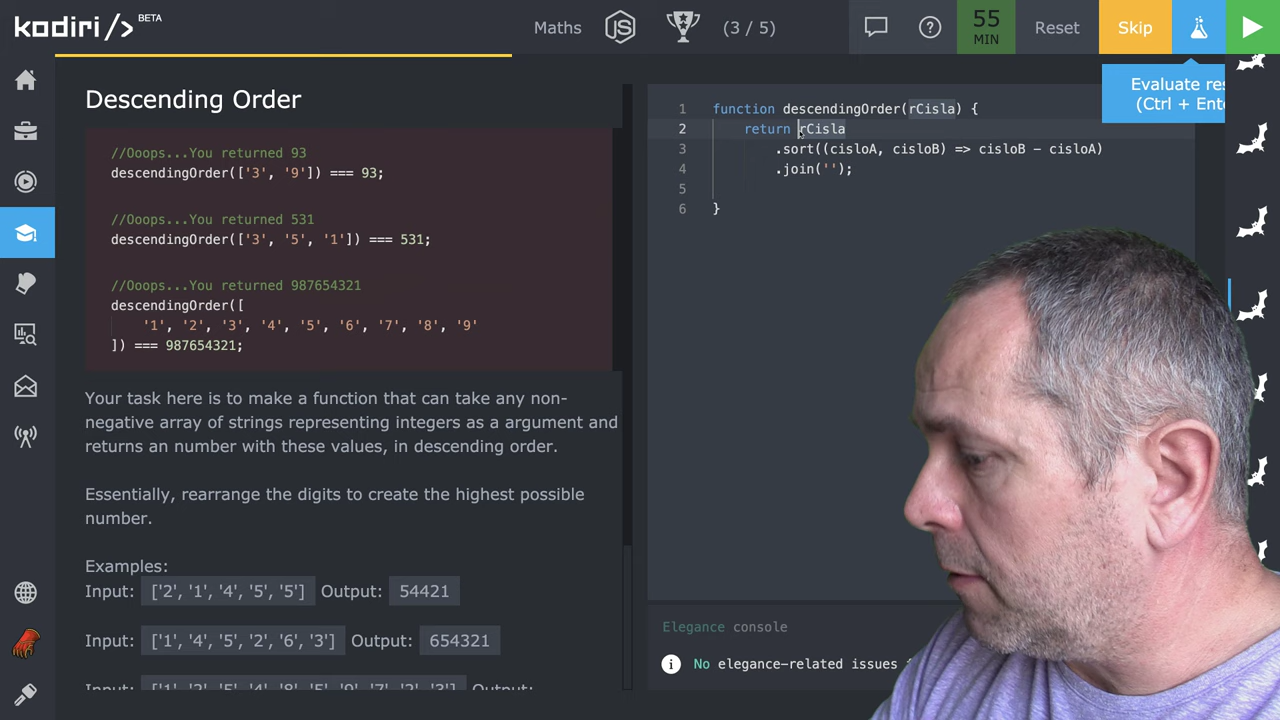 kodiri/> BETA
Maths
(3 / 5)
55 MIN
Reset
Skip
Evaluate res
(Ctrl + Ente
Descending Order
//Ooops...You returned 93
descendingOrder(['3', '9']) === 93;
//Ooops...You returned 531
descendingOrder(['3', '5', '1']) === 531;
//Ooops...You returned 987654321
descendingOrder([
'1', '2', '3', '4', '5', '6', '7', '8', '9'
]) === 987654321;
Your task here is to make a function that can take any non-
negative array of strings representing integers as a argument and
returns an number with these values, in descending order.
Essentially, rearrange the digits to create the highest possible
number.
Examples:
Input: ['2', '1', '4', '5', '5'] Output: 54421
Input: ['1', '4', '5', '2', '6', '3'] Output: 654321
Output:
1 function descendingOrder(rCisla) {
2 return rCisla
3 .sort((cisloA, cisloB) => cisloB - cisloA)
4 .join('');
5
6 }
Elegance console
No elegance-related issues